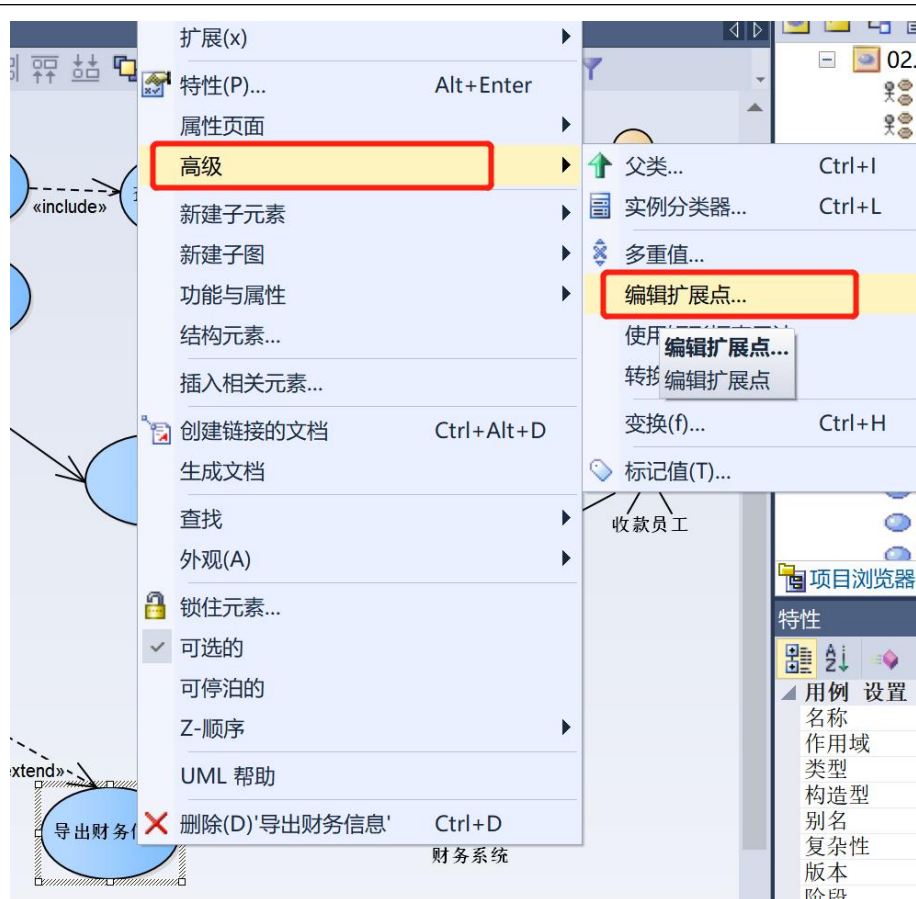 扩展(x)
特性(P)... Alt+Enter
属性页面
高级
新建子元素
新建子图
功能与属性
结构元素...
插入相关元素...
创建链接的文档 Ctrl+Alt+D
生成文档
查找
外观(A)
锁住元素...
可选的
可停泊的
Z-顺序
UML 帮助
删除(D)'导出财务信息' Ctrl+D
父类... Ctrl+I
实例分类器... Ctrl+L
多重值...
编辑扩展点...
使用
编辑扩展点...
转换
编辑扩展点
变换(f)... Ctrl+H
标记值(T)...
«include»
xtend»
导出财务
收款员工
财务系统
02.
项目浏览器
特性
用例 设置
名称
作用域
类型
构造型
别名
复杂性
版本
阶段